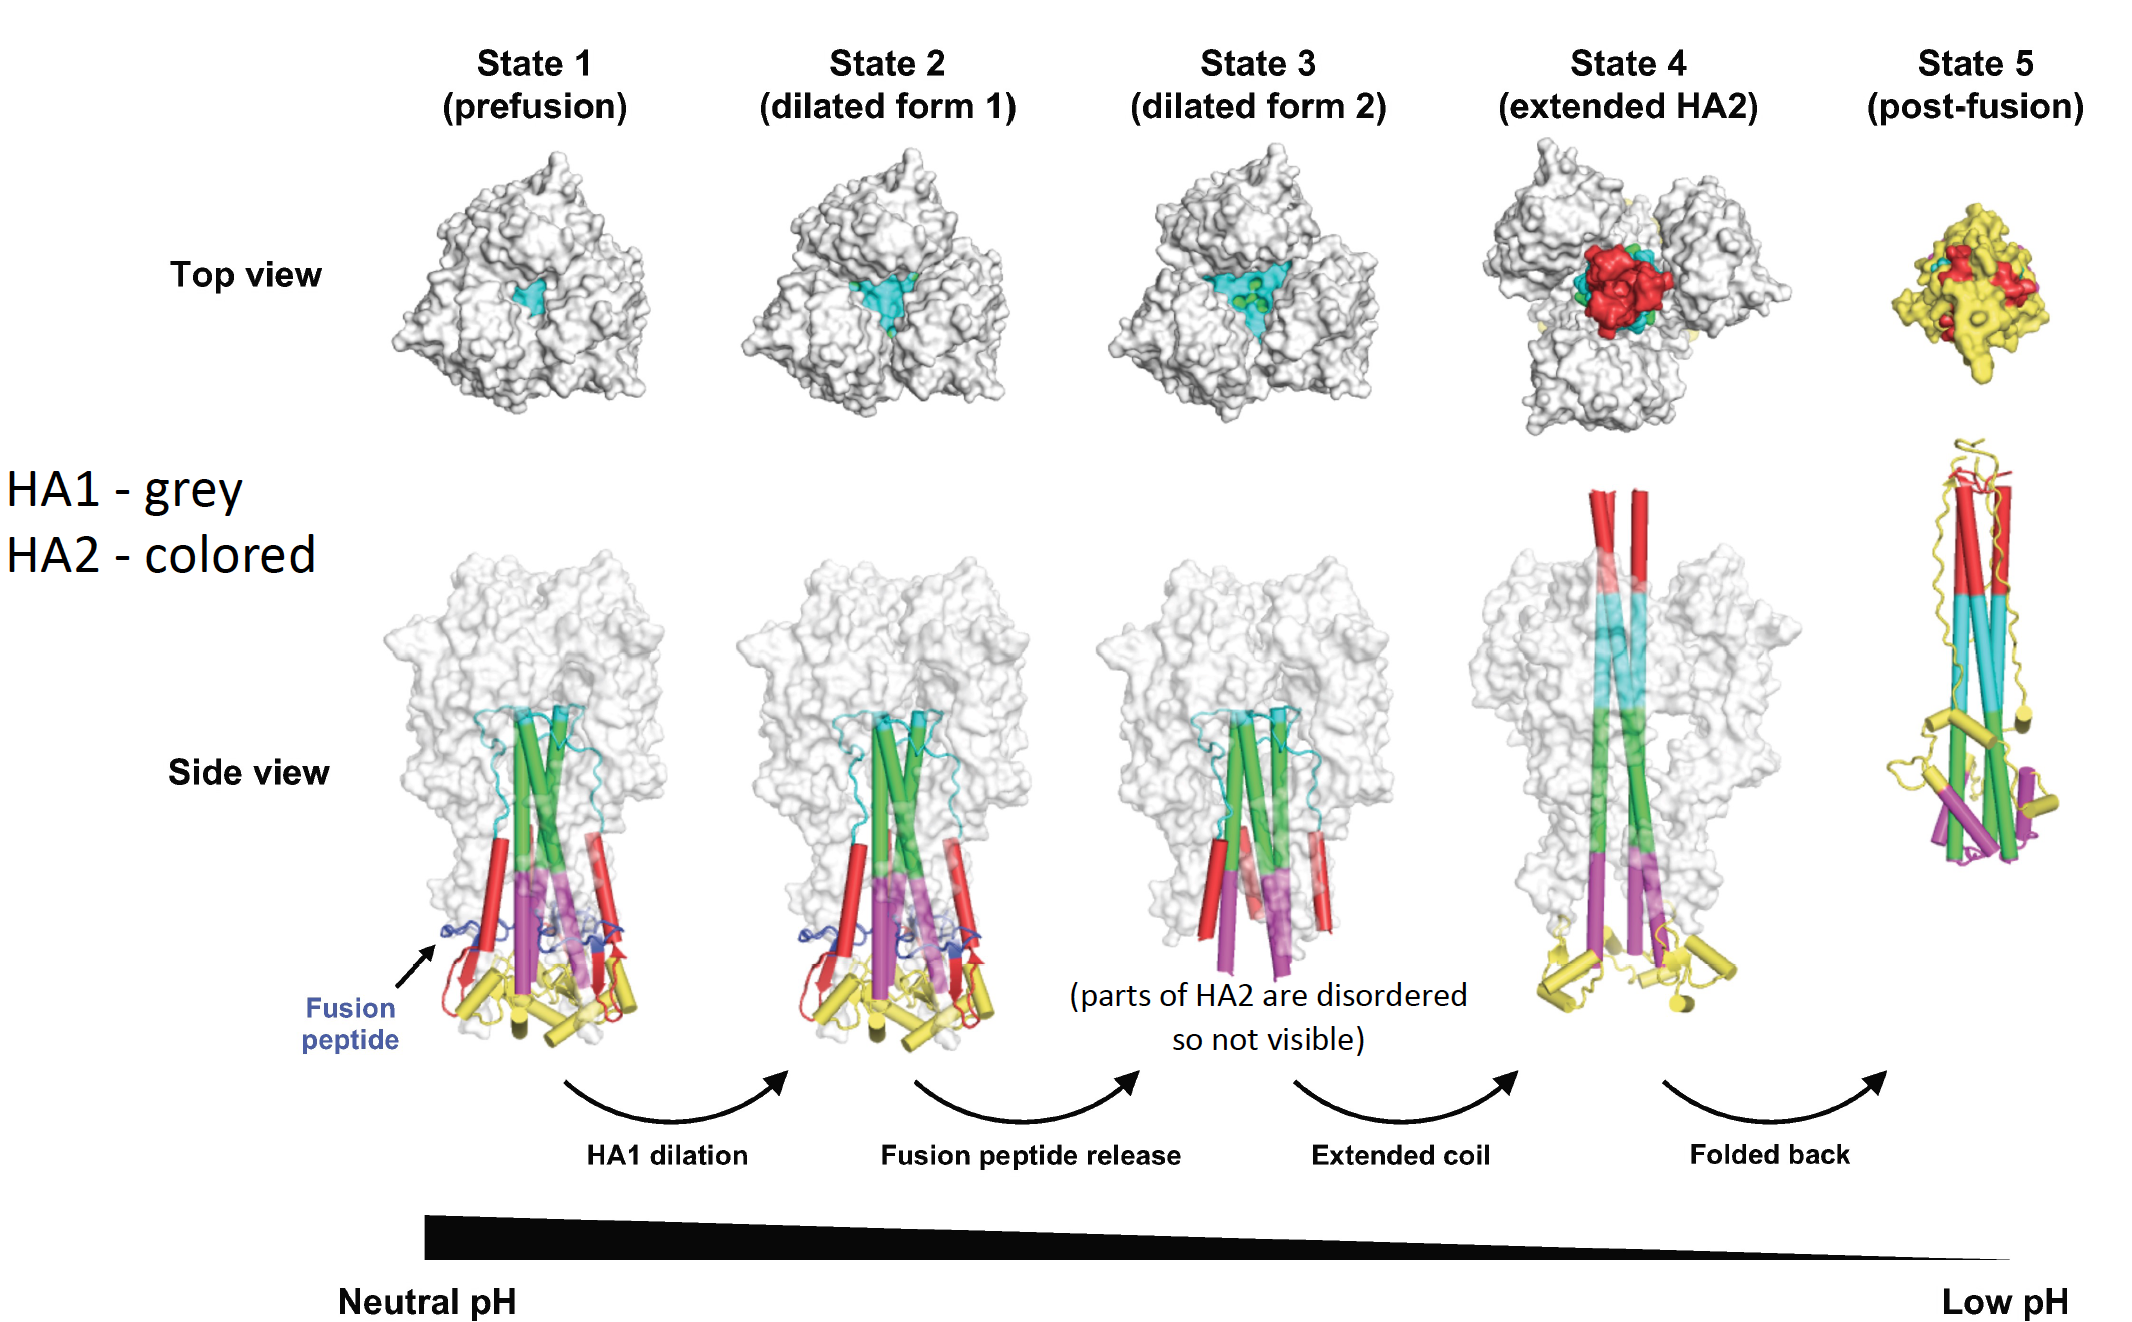 State 1
(prefusion)
State 2
(dilated form 1)
State 3
(dilated form 2)
State 4
(extended HA2)
State 5
(post-fusion)
Top view
HA1 - grey
HA2 - colored
Side view
Fusion
peptide
(parts of HA2 are disordered
so not visible)
HA1 dilation
Fusion peptide release
Extended coil
Folded back
Neutral pH
Low pH